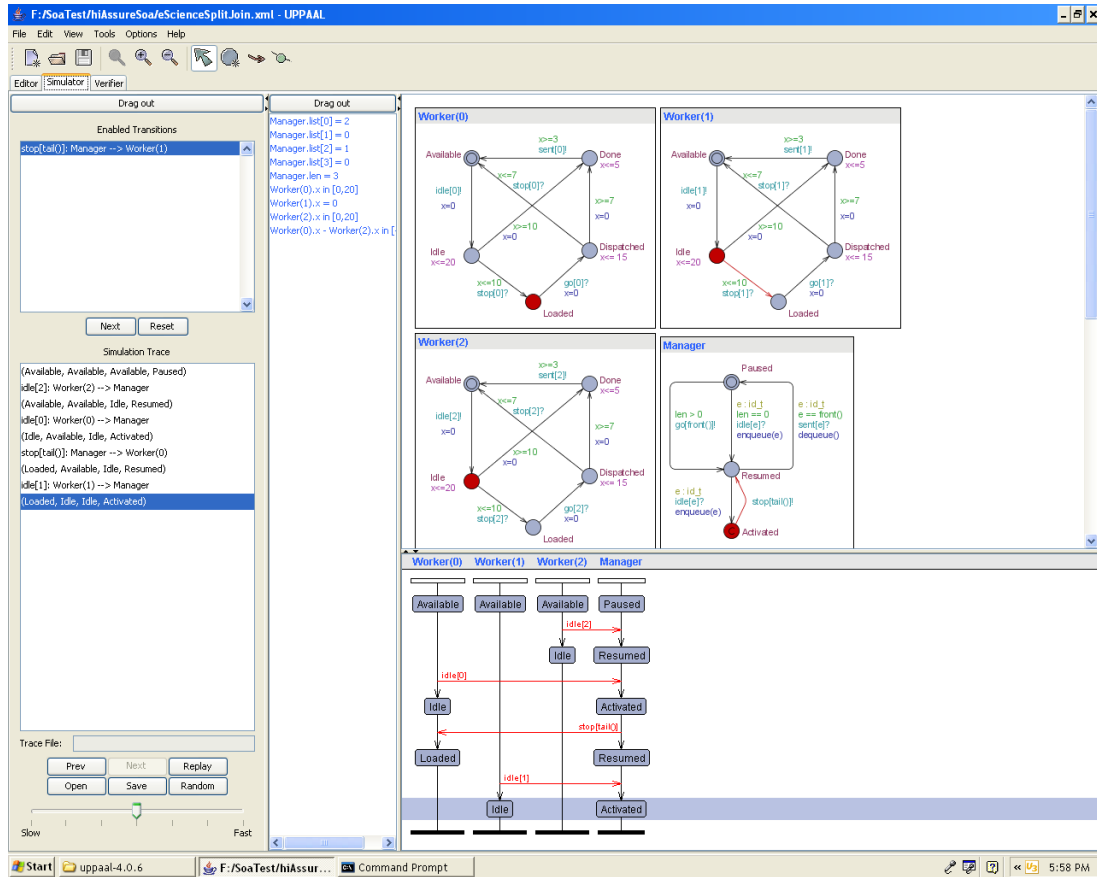 F:/SoaTest/hiAssureSoa/eScienceSplitJoin.xml - UPPAAL
File Edit View Tools Options Help
Editor Simulator Verifier
Drag out
Enabled Transitions
stop[tail()]: Manager --> Worker(1)
Next Reset
Simulation Trace
(Available, Available, Available, Paused)
idle[2]: Worker(2) --> Manager
(Available, Available, Idle, Resumed)
idle[0]: Worker(0) --> Manager
(Idle, Available, Idle, Activated)
stop[tail()]: Manager --> Worker(0)
(Loaded, Available, Idle, Resumed)
idle[1]: Worker(1) --> Manager
(Loaded, Idle, Idle, Activated)
Trace File:
Prev Next Replay
Open Save Random
Slow Fast
Drag out
Manager.list[0] = 2
Manager.list[1] = 0
Manager.list[2] = 1
Manager.list[3] = 0
Manager.len = 3
Worker(0).x in [0,20]
Worker(1).x = 0
Worker(2).x in [0,20]
Worker(0).x - Worker(2).x in [
Worker(0)
x>=3
sent[0]!
Available
Done
x<=5
x<=7
stop[0]?
idle[0]!
x=0
x>=7
x=0
x>=10
x=0
Idle
x<=20
Dispatched
x<= 15
x<=10
stop[0]?
go[0]?
x=0
Loaded
Worker(1)
x>=3
sent[1]!
Available
Done
x<=5
x<=7
stop[1]?
idle[1]!
x=0
x>=7
x=0
x>=10
x=0
Idle
x<=20
Dispatched
x<= 15
x<=10
stop[1]?
go[1]?
x=0
Loaded
Worker(2)
x>=3
sent[2]!
Available
Done
x<=5
x<=7
stop[2]?
idle[2]!
x=0
x>=7
x=0
x>=10
x=0
Idle
x<=20
Dispatched
x<= 15
x<=10
stop[2]?
go[2]?
x=0
Loaded
Manager
Paused
len > 0
go[front()]!
e : id_t
len == 0
idle[e]?
enqueue(e)
e : id_t
e == front()
sent[e]?
dequeue()
Resumed
e : id_t
idle[e]?
enqueue(e)
stop[tail()]!
C
Activated
Worker(0) Worker(1) Worker(2) Manager
Available Available Available Paused
idle[2]
Idle Resumed
idle[0]
Idle Activated
stop[tail()]
Loaded Resumed
idle[1]
Idle Activated
Start uppaal-4.0.6 F:/SoaTest/hiAssur... Command Prompt 5:58 PM